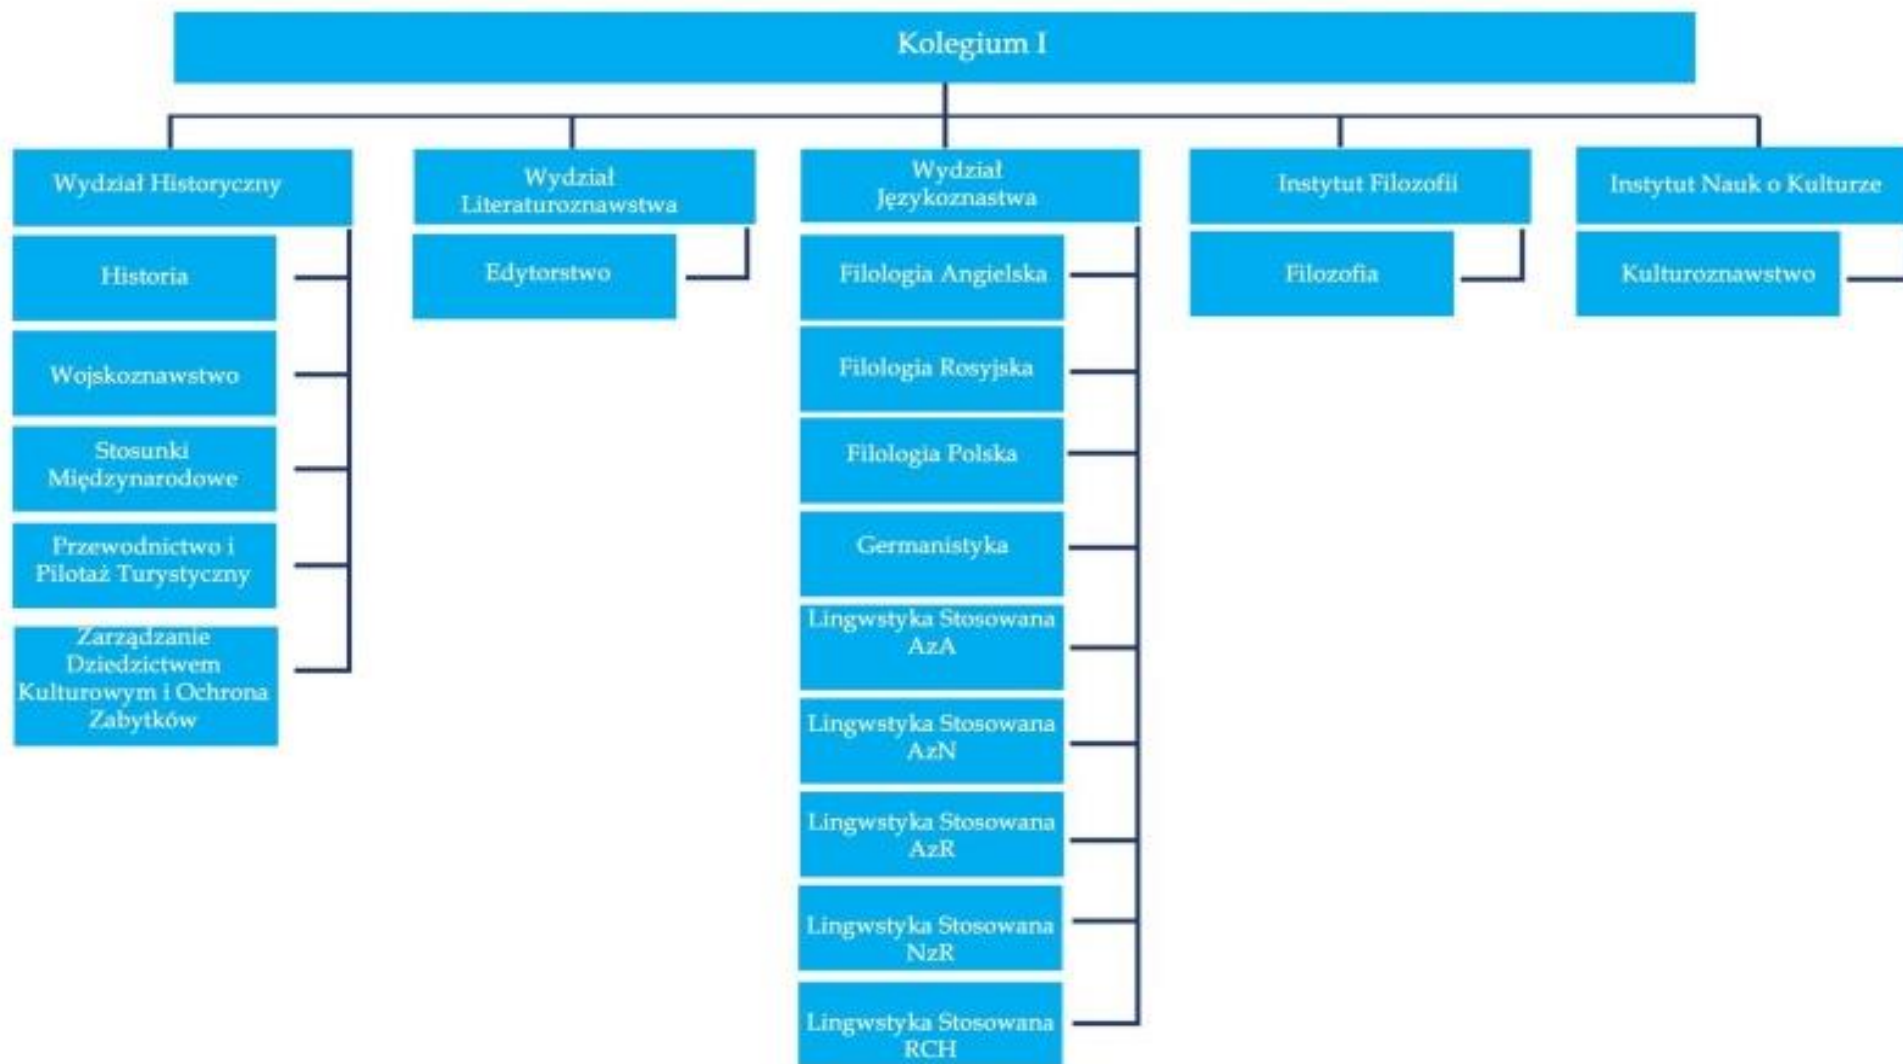 Kolegium I
Wydział Historyczny
Historia
Wojskoznawstwo
Stosunki
Międzynarodowe
Przewodnictwo i
Pilotaż Turystyczny
Zarządzanie
Dziedzictwem
Kulturowym i Ochrona
Zabytków
Wydział
Literaturoznawstwa
Edytorstwo
Wydział
Językoznastwa
Filologia Angielska
Filologia Rosyjska
Filologia Polska
Germanistyka
Lingwstyka Stosowana
AzA
Lingwstyka Stosowana
AzN
Lingwstyka Stosowana
AzR
Lingwstyka Stosowana
NzR
Lingwstyka Stosowana
RCH
Instytut Filozofii
Filozofia
Instytut Nauk o Kulturze
Kulturoznawstwo